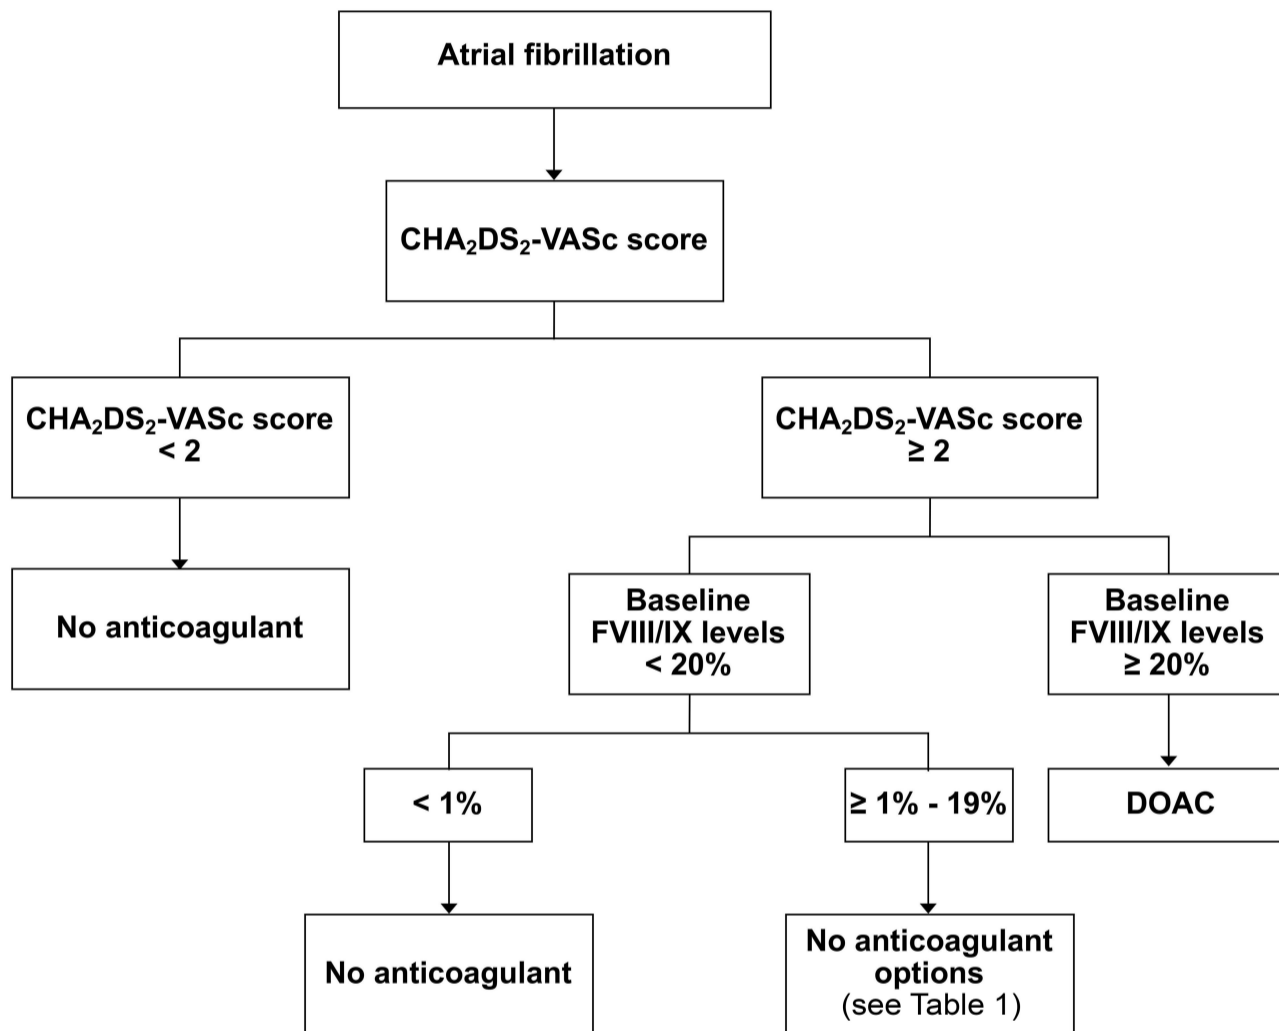 Atrial fibrillation
CHA₂DS₂-VASc score
CHA₂DS₂-VASc score
< 2
CHA₂DS₂-VASc score
≥ 2
No anticoagulant
Baseline
FVIII/IX levels
< 20%
Baseline
FVIII/IX levels
≥ 20%
< 1%
≥ 1% - 19%
DOAC
No anticoagulant
No anticoagulant
options
(see Table 1)